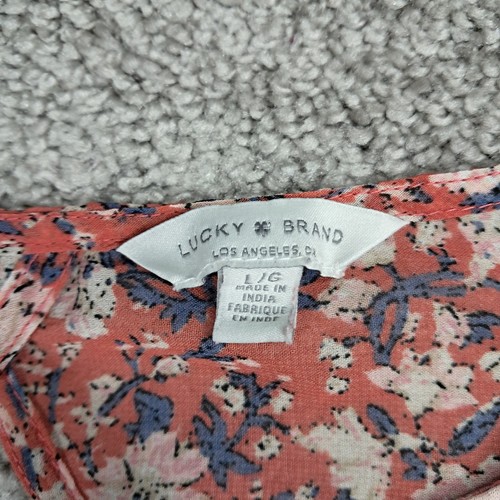 LUCKY BRAND
LOS ANGELES, CA
L/G
MADE IN
INDIA
FABRIQUE
EN INDE